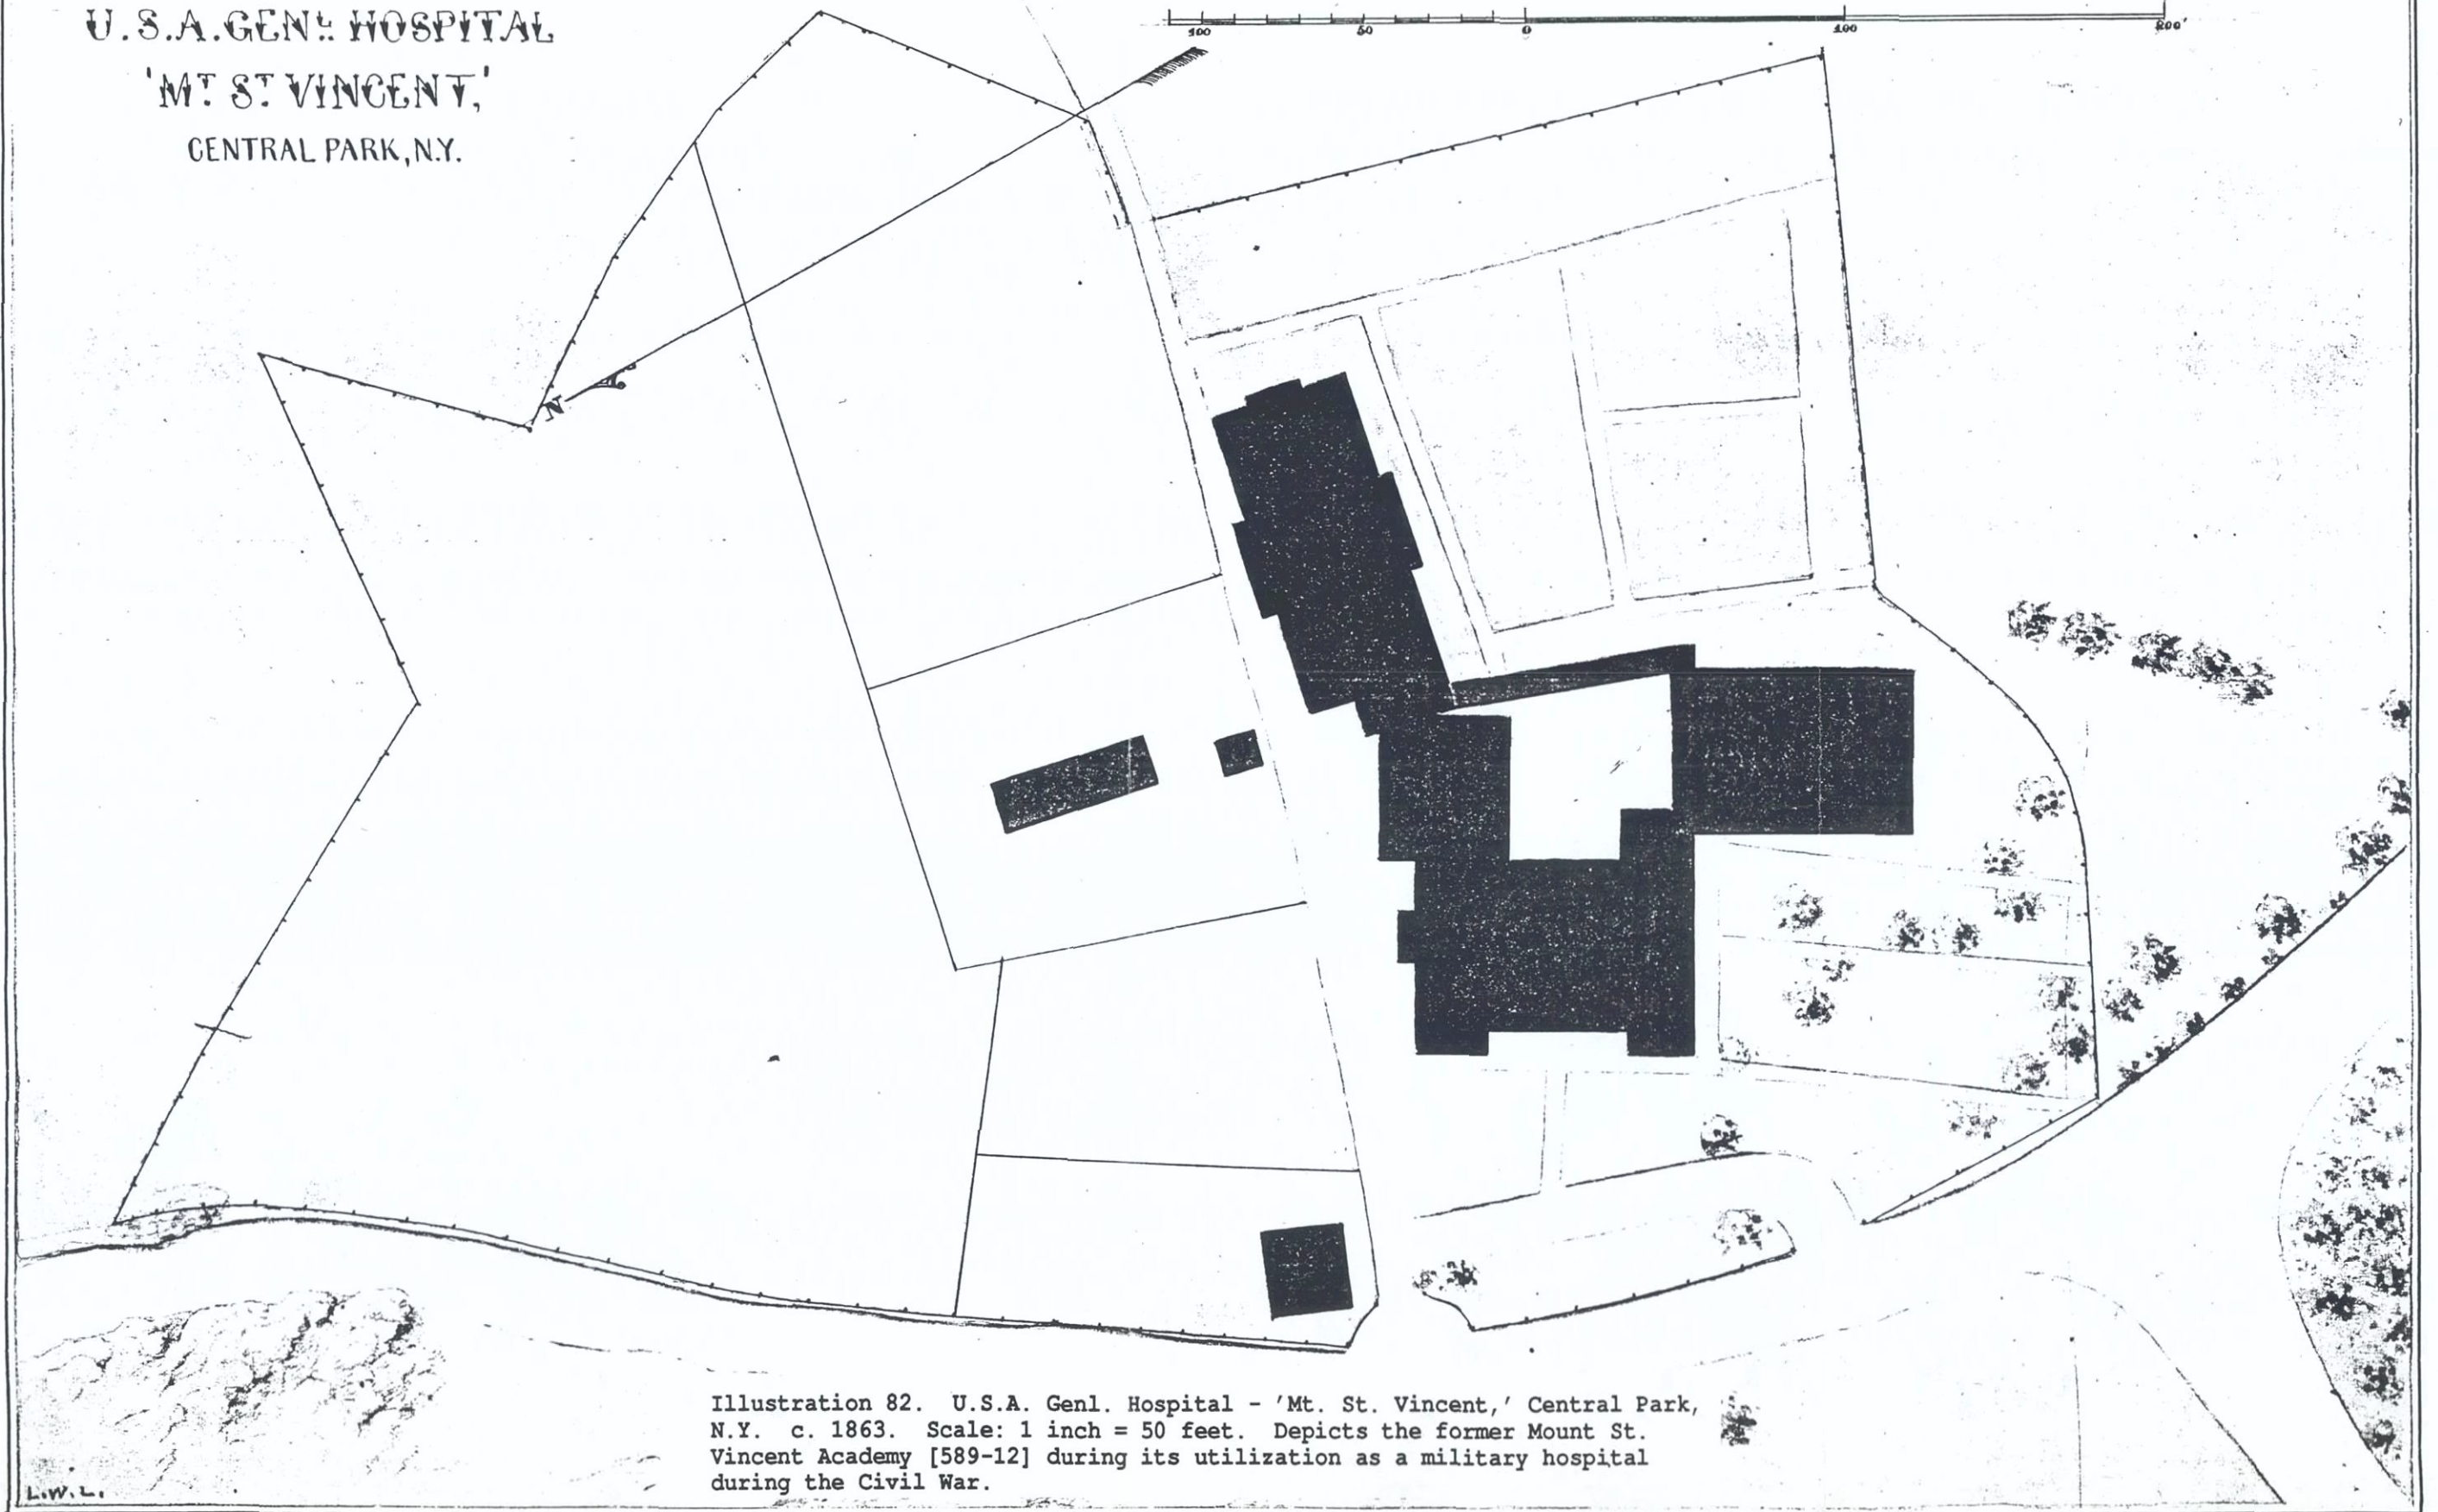 U.S.A. GENL. HOSPITAL
'MT. ST. VINCENT,'
CENTRAL PARK, N.Y.
100 50 0 100 200'
N
Illustration 82. U.S.A. Genl. Hospital - 'Mt. St. Vincent,' Central Park,
N.Y. c. 1863. Scale: 1 inch = 50 feet. Depicts the former Mount St.
Vincent Academy [589-12] during its utilization as a military hospital
during the Civil War.
L.W.L.